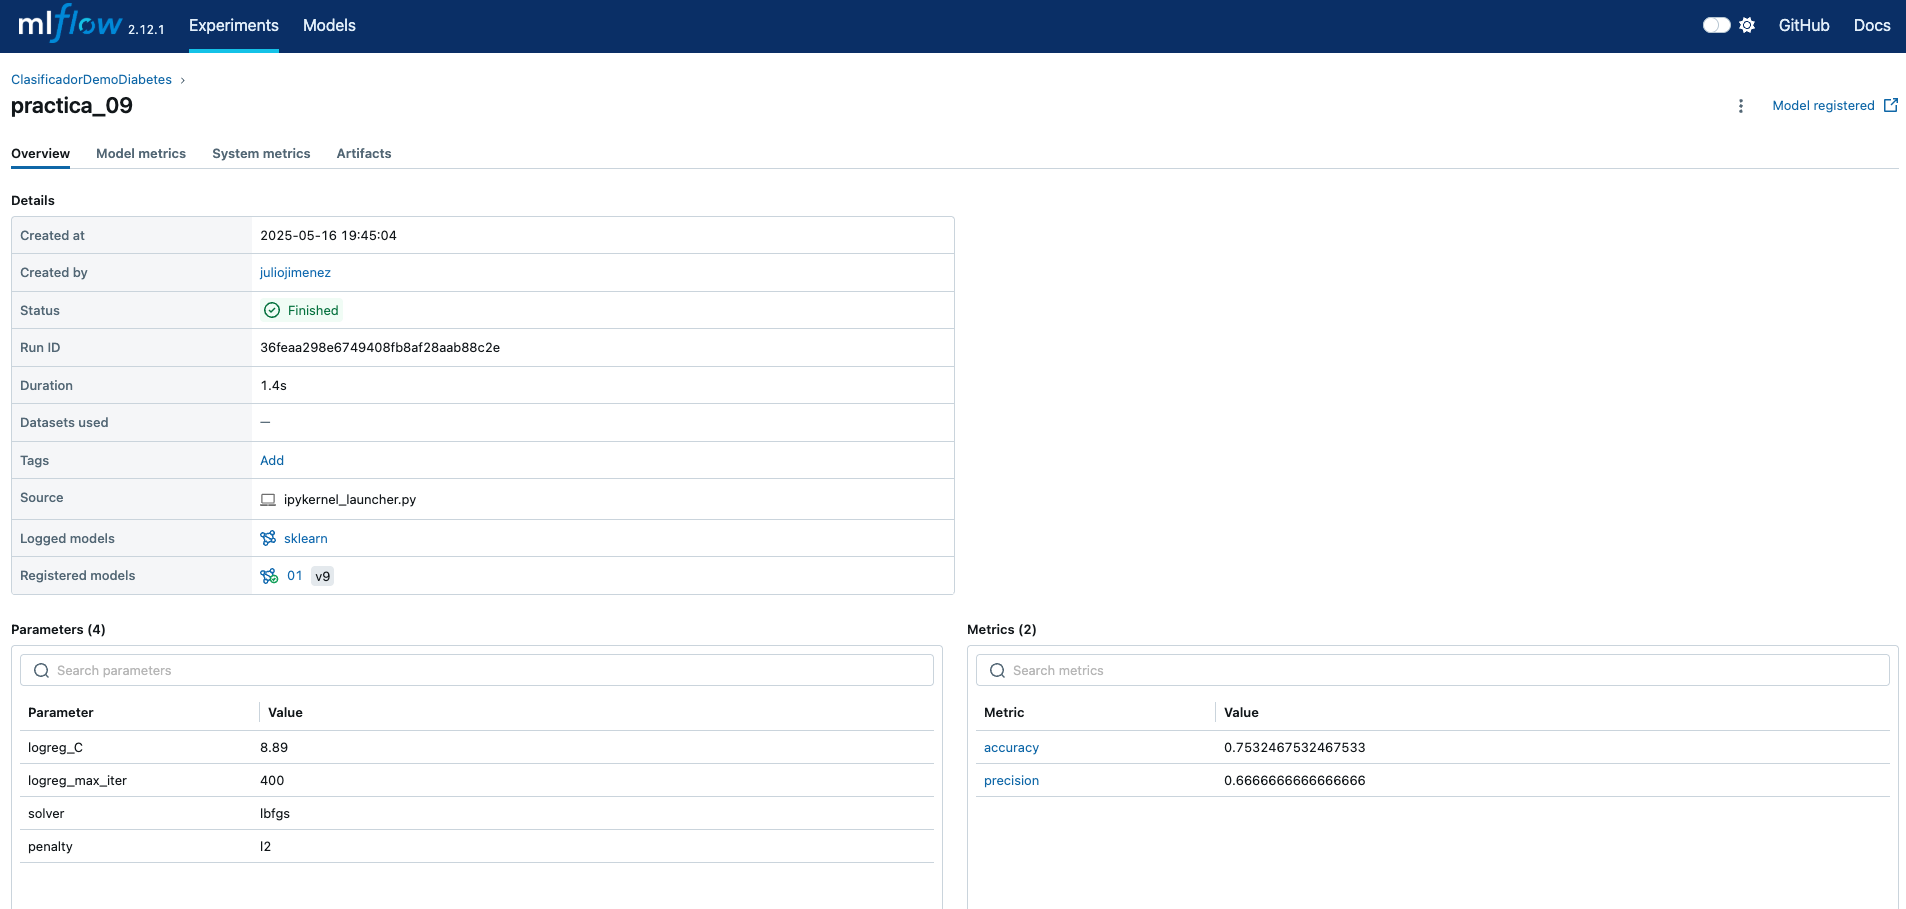 mlflow 2.12.1 Experiments Models GitHub Docs
ClasificadorDemoDiabetes ›
practica_09
Model registered
Overview Model metrics System metrics Artifacts
Details
Created at 2025-05-16 19:45:04
Created by juliojimenez
Status Finished
Run ID 36feaa298e6749408fb8af28aab88c2e
Duration 1.4s
Datasets used —
Tags Add
Source ipykernel_launcher.py
Logged models sklearn
Registered models 01 v9
Parameters (4)
Search parameters
Parameter Value
logreg_C 8.89
logreg_max_iter 400
solver lbfgs
penalty l2
Metrics (2)
Search metrics
Metric Value
accuracy 0.7532467532467533
precision 0.6666666666666666